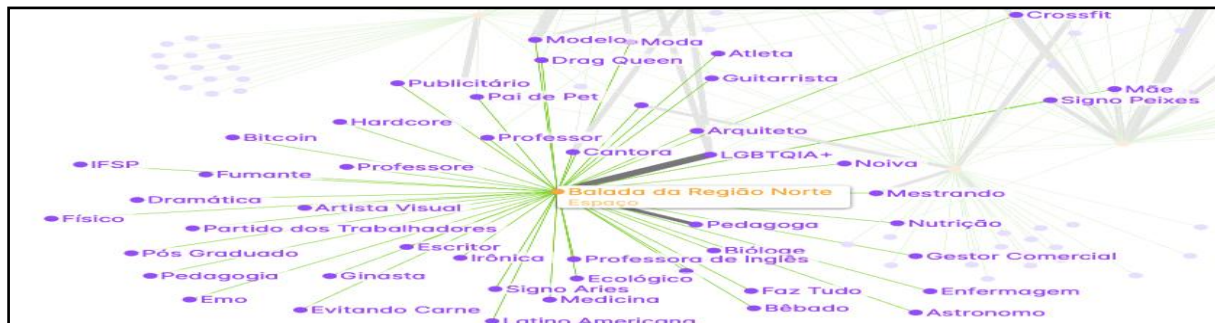 Crossfit
Modelo
Moda
Atleta
Drag Queen
Guitarrista
Publicitário
Mãe
Pai de Pet
Signo Peixes
Hardcore
Arquiteto
Bitcoin
Professor
Cantora
LGBTQIA+
IFSP
Professore
Noiva
Fumante
Balada da Região Norte
Espaço
Mestrando
Dramática
Artista Visual
Físico
Pedagoga
Nutrição
Partido dos Trabalhadores
Escritor
Bióloge
Pós Graduado
Irônica
Professora de Inglês
Gestor Comercial
Pedagogia
Ginasta
Ecológico
Signo Aries
Faz Tudo
Enfermagem
Emo
Medicina
Evitando Carne
Bêbado
Astronomo
Latino Americana